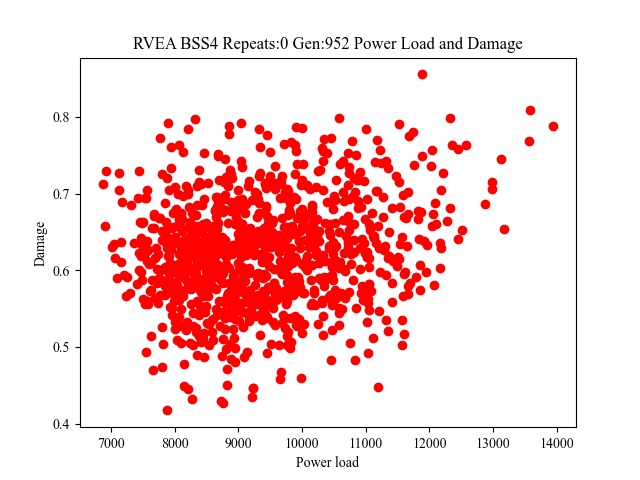 RVEA BSS4 Repeats:0 Gen:952 Power Load and Damage
0.8
0.7
0.6
0.5
0.4
Damage
7000 8000 9000 10000 11000 12000 13000 14000
Power load